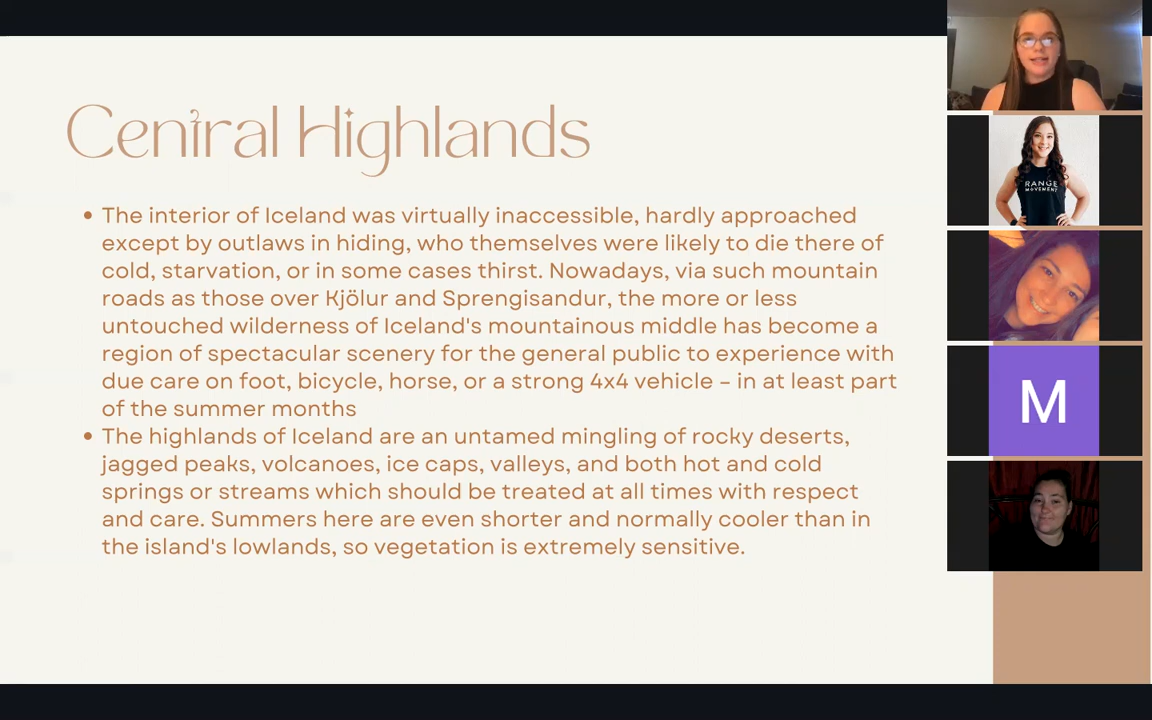 Central Highlands
The interior of Iceland was virtually inaccessible, hardly approached
except by outlaws in hiding, who themselves were likely to die there of
cold, starvation, or in some cases thirst. Nowadays, via such mountain
roads as those over Kjölur and Sprengisandur, the more or less
untouched wilderness of Iceland's mountainous middle has become a
region of spectacular scenery for the general public to experience with
due care on foot, bicycle, horse, or a strong 4x4 vehicle – in at least part
of the summer months
The highlands of Iceland are an untamed mingling of rocky deserts,
jagged peaks, volcanoes, ice caps, valleys, and both hot and cold
springs or streams which should be treated at all times with respect
and care. Summers here are even shorter and normally cooler than in
the island's lowlands, so vegetation is extremely sensitive.
RANGE
MOVEMENT
M